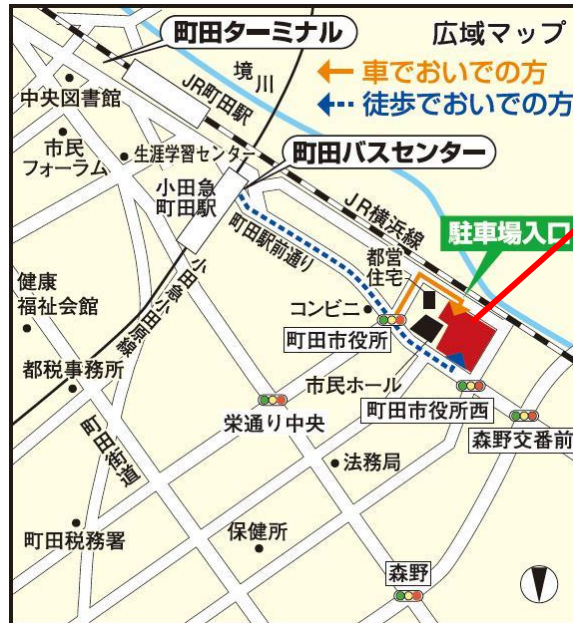 町田ターミナル
広域マップ
境川
車でおいでの方
徒歩でおいでの方
JR町田駅
中央図書館
市民
フォーラム
生涯学習センター
町田バスセンター
小田急
町田駅
JR横浜線
町田駅前通り
都営
住宅
駐車場入口
健康
福祉会館
小田急小田原線
コンビニ
町田市役所
都税事務所
市民ホール
町田市役所西
栄通り中央
森野交番前
町田街道
法務局
町田税務署
保健所
森野